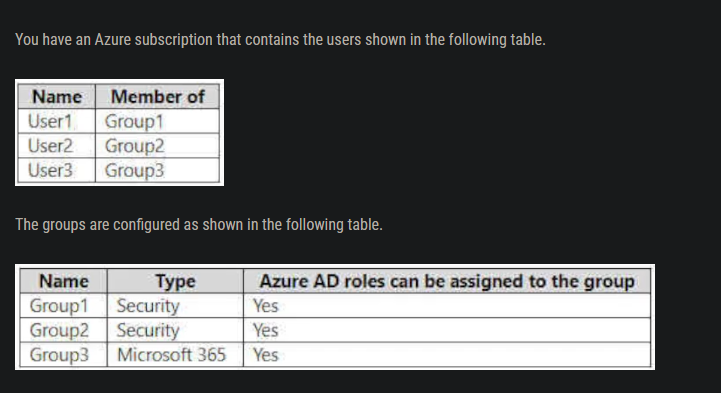 You have an Azure subscription that contains the users shown in the following table.
Name Member of
User1 Group1
User2 Group2
User3 Group3
The groups are configured as shown in the following table.
Name Type Azure AD roles can be assigned to the group
Group1 Security Yes
Group2 Security Yes
Group3 Microsoft 365 Yes